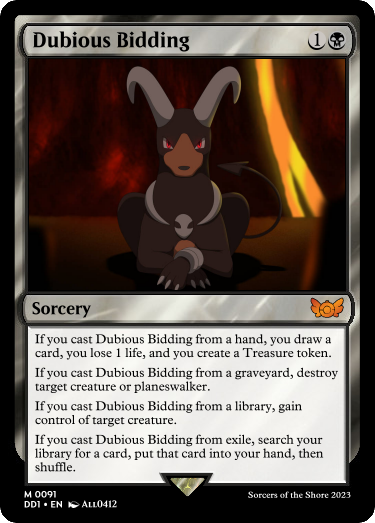 Dubious Bidding 1
Sorcery
If you cast Dubious Bidding from a hand, you draw a
card, you lose 1 life, and you create a Treasure token.
If you cast Dubious Bidding from a graveyard, destroy
target creature or planeswalker.
If you cast Dubious Bidding from a library, gain
control of target creature.
If you cast Dubious Bidding from exile, search your
library for a card, put that card into your hand, then
shuffle.
M 0091
DD1 • EN All0412
Sorcers of the Shore 2023